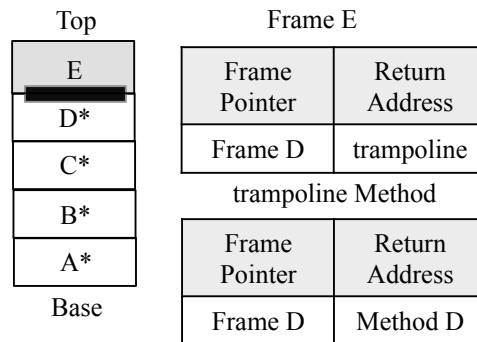 Top
E
D*
C*
B*
A*
Base
Frame E
Frame Return
Pointer Address
Frame D trampoline
trampoline Method
Frame Return
Pointer Address
Frame D Method D